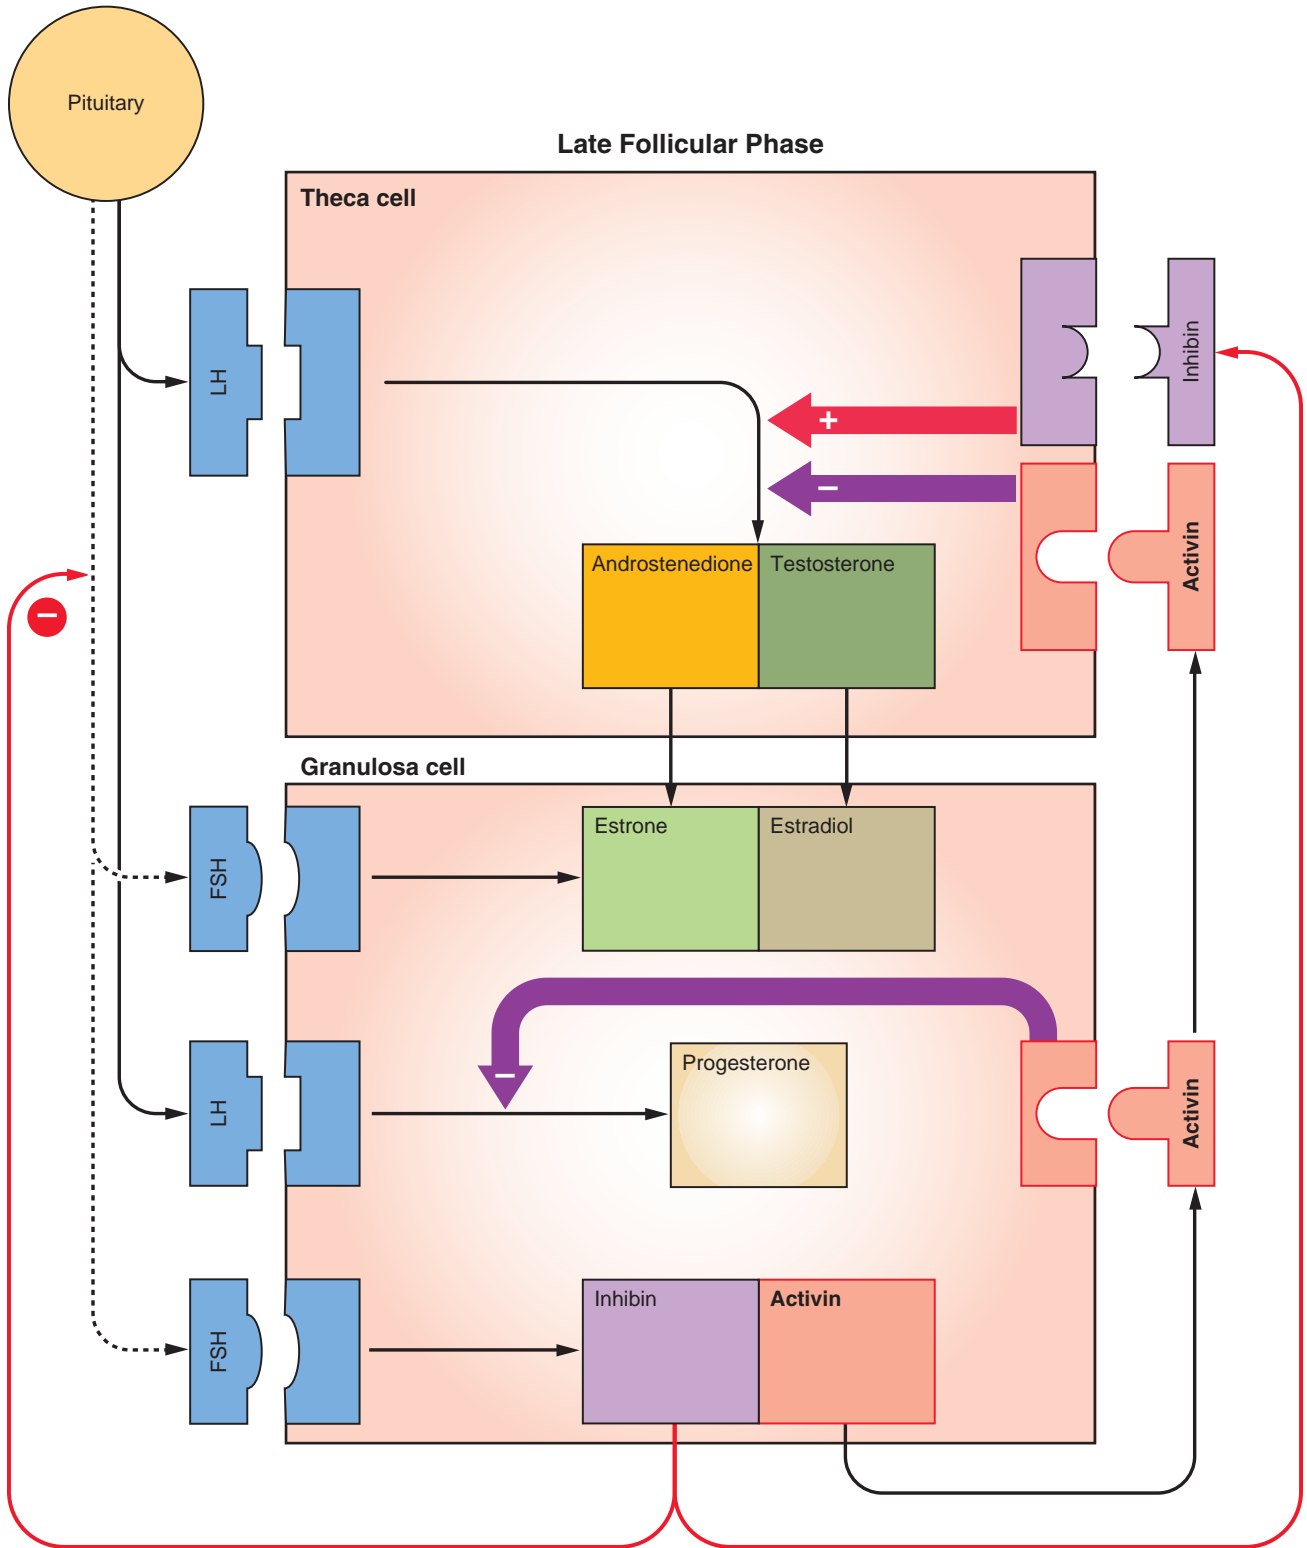 Pituitary
Late Follicular Phase
Theca cell
LH
+
–
Inhibin
Activin
Androstenedione
Testosterone
–
Granulosa cell
FSH
Estrone
Estradiol
–
LH
Progesterone
Activin
FSH
Inhibin
Activin